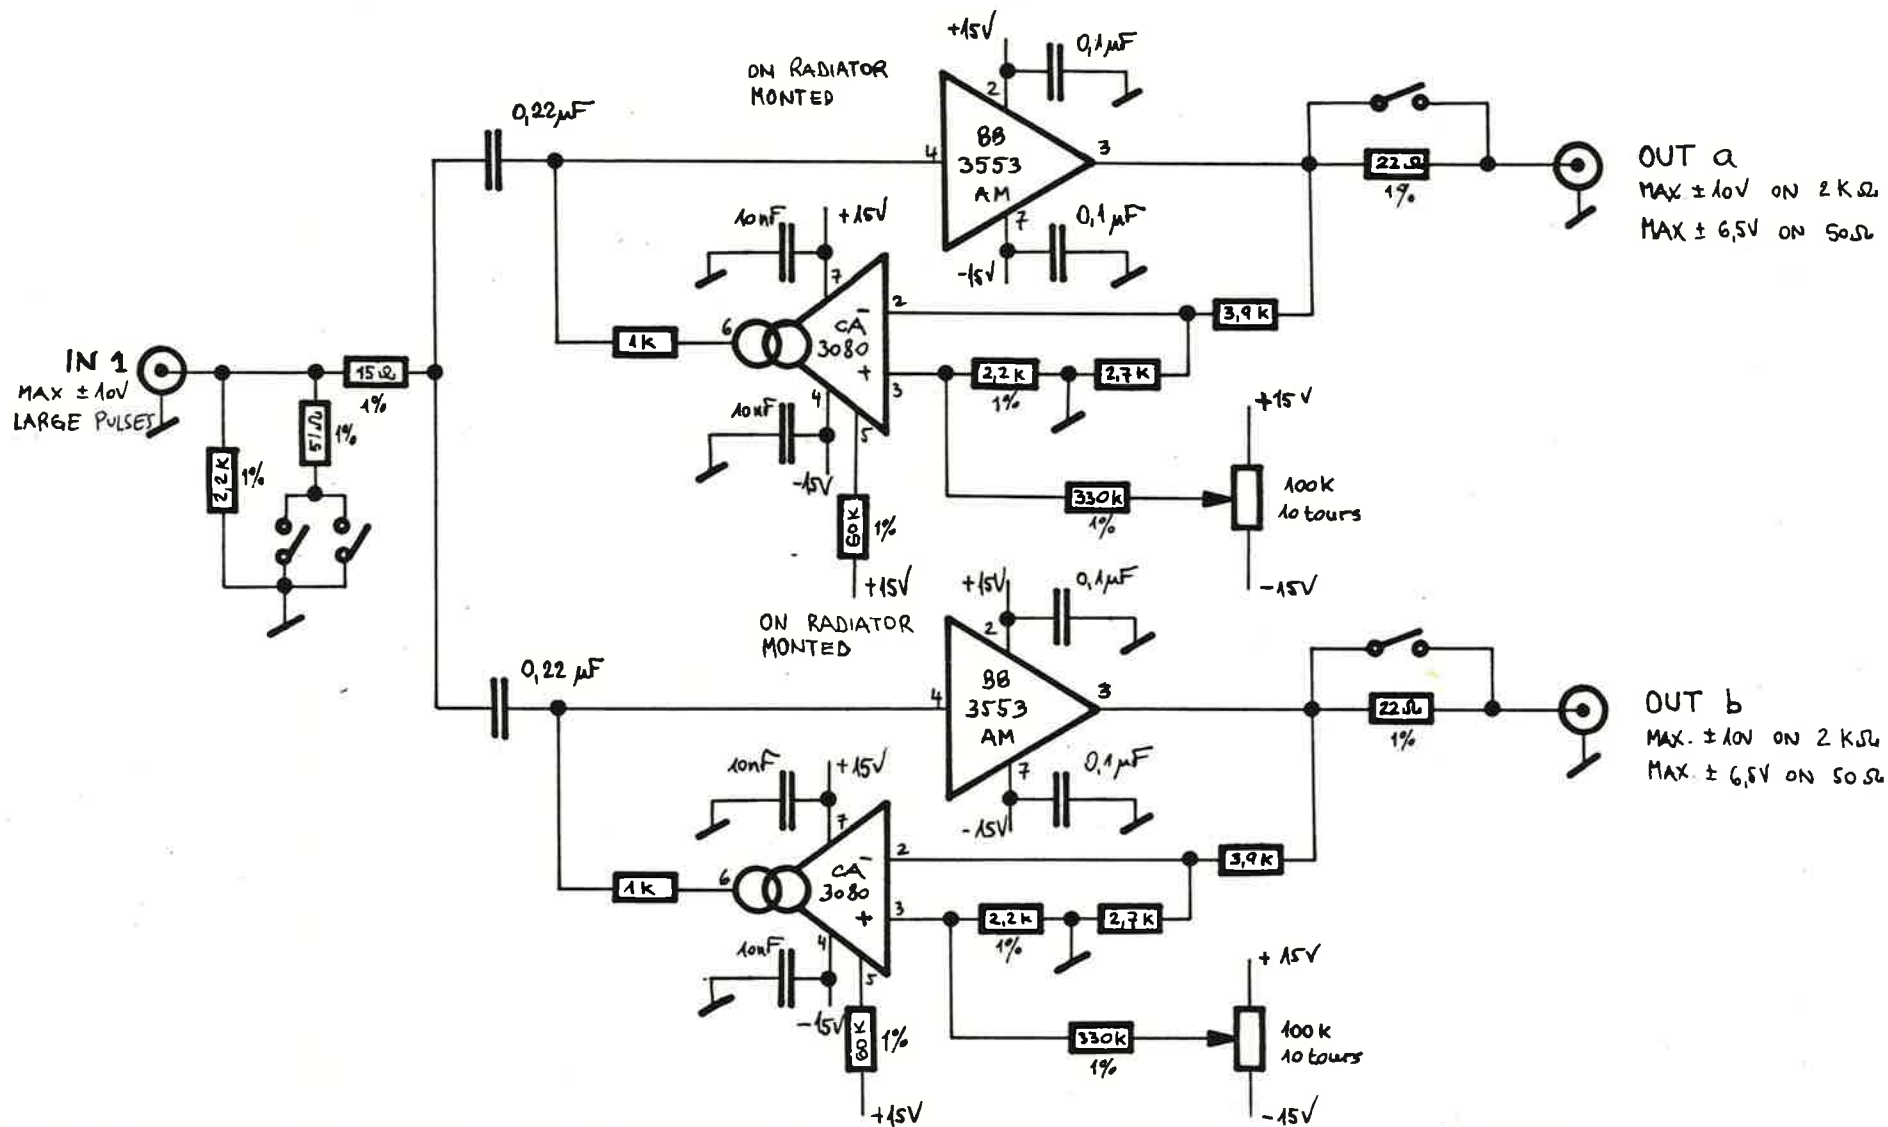 ON RADIATOR
MONTED
+15V
0,1µF
2
0,22µF
BB
3553
AM
4
3
7
0,1µF
-15V
22Ω
1%
OUT a
MAX ± 10V ON 2KΩ
MAX ± 6,5V ON 50Ω
10nF
+15V
7
CA
3080
-
+
2
3
6
4
5
1K
3,9K
2,2K
1%
2,7K
IN 1
MAX ±10V
LARGE PULSES
15Ω
1%
51Ω
1%
2,2K
1%
10nF
-15V
60K
1%
+15V
330K
1%
+15V
100K
10 tours
-15V
ON RADIATOR
MONTED
+15V
0,1µF
2
0,22 µF
BB
3553
AM
4
3
7
0,1µF
-15V
22Ω
1%
OUT b
MAX. ± 10V ON 2KΩ
MAX. ± 6,5V ON 50Ω
10nF
+15V
7
CA
3080
-
+
2
3
6
4
5
1K
3,9K
2,2K
1%
2,7K
10nF
-15V
60K
1%
+15V
330K
1%
+15V
100K
10 tours
-15V